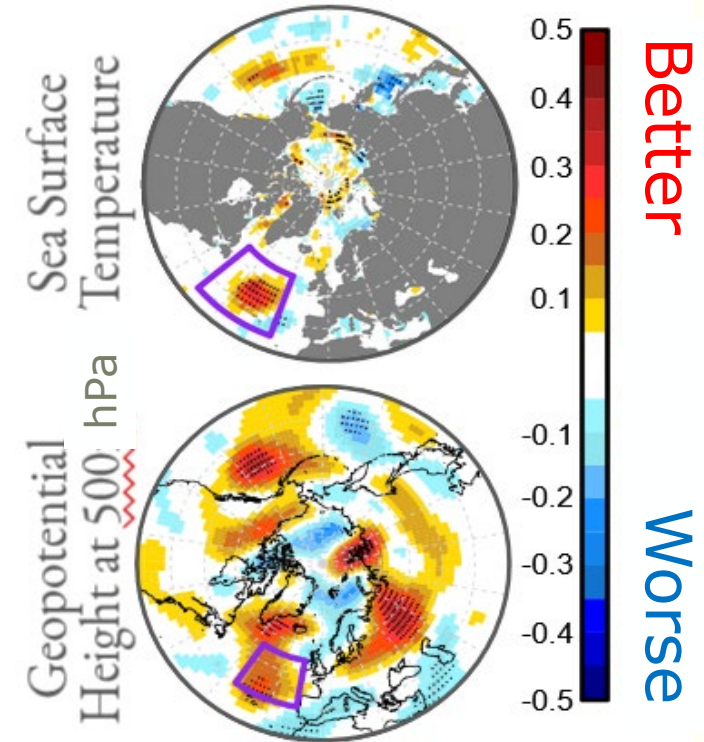 Sea Surface
Temperature
Geopotential
Height at 500 hPa
0.5
0.4
0.3
0.2
0.1
-0.1
-0.2
-0.3
-0.4
-0.5
Better
Worse